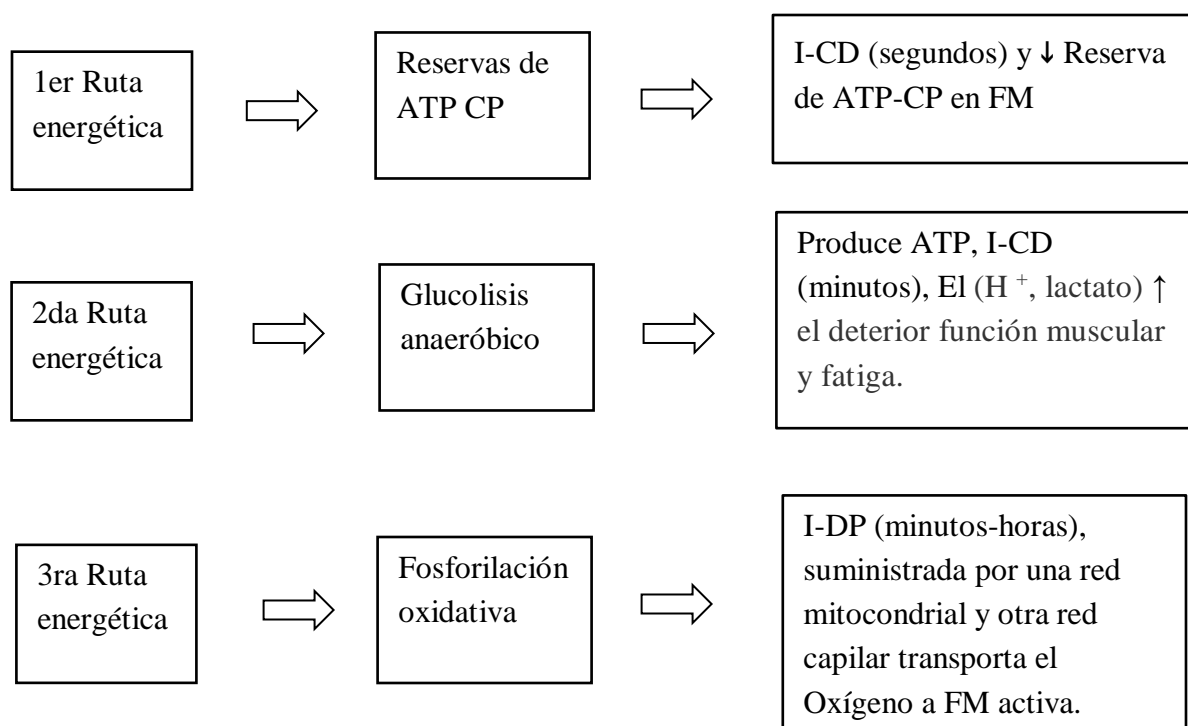 1er Ruta
energética
Reservas de
ATP CP
I-CD (segundos) y ↓ Reserva
de ATP-CP en FM
2da Ruta
energética
Glucolisis
anaeróbico
Produce ATP, I-CD
(minutos), El (H ⁺, lactato) ↑
el deterior función muscular
y fatiga.
3ra Ruta
energética
Fosforilación
oxidativa
I-DP (minutos-horas),
suministrada por una red
mitocondrial y otra red
capilar transporta el
Oxígeno a FM activa.